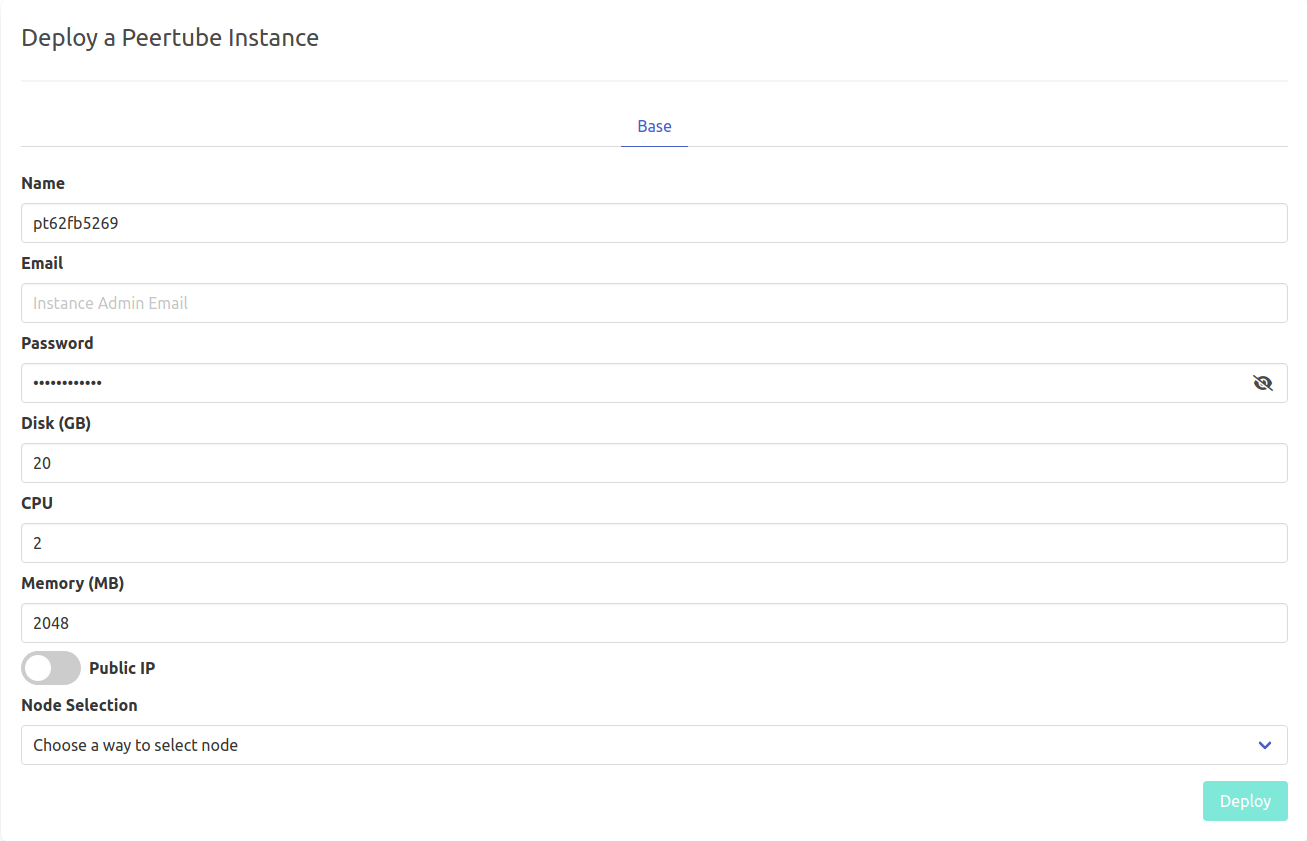 Deploy a Peertube Instance
Base
Name
pt62fb5269
Email
Instance Admin Email
Password
••••••••••••
Disk (GB)
20
CPU
2
Memory (MB)
2048
Public IP
Node Selection
Choose a way to select node
Deploy